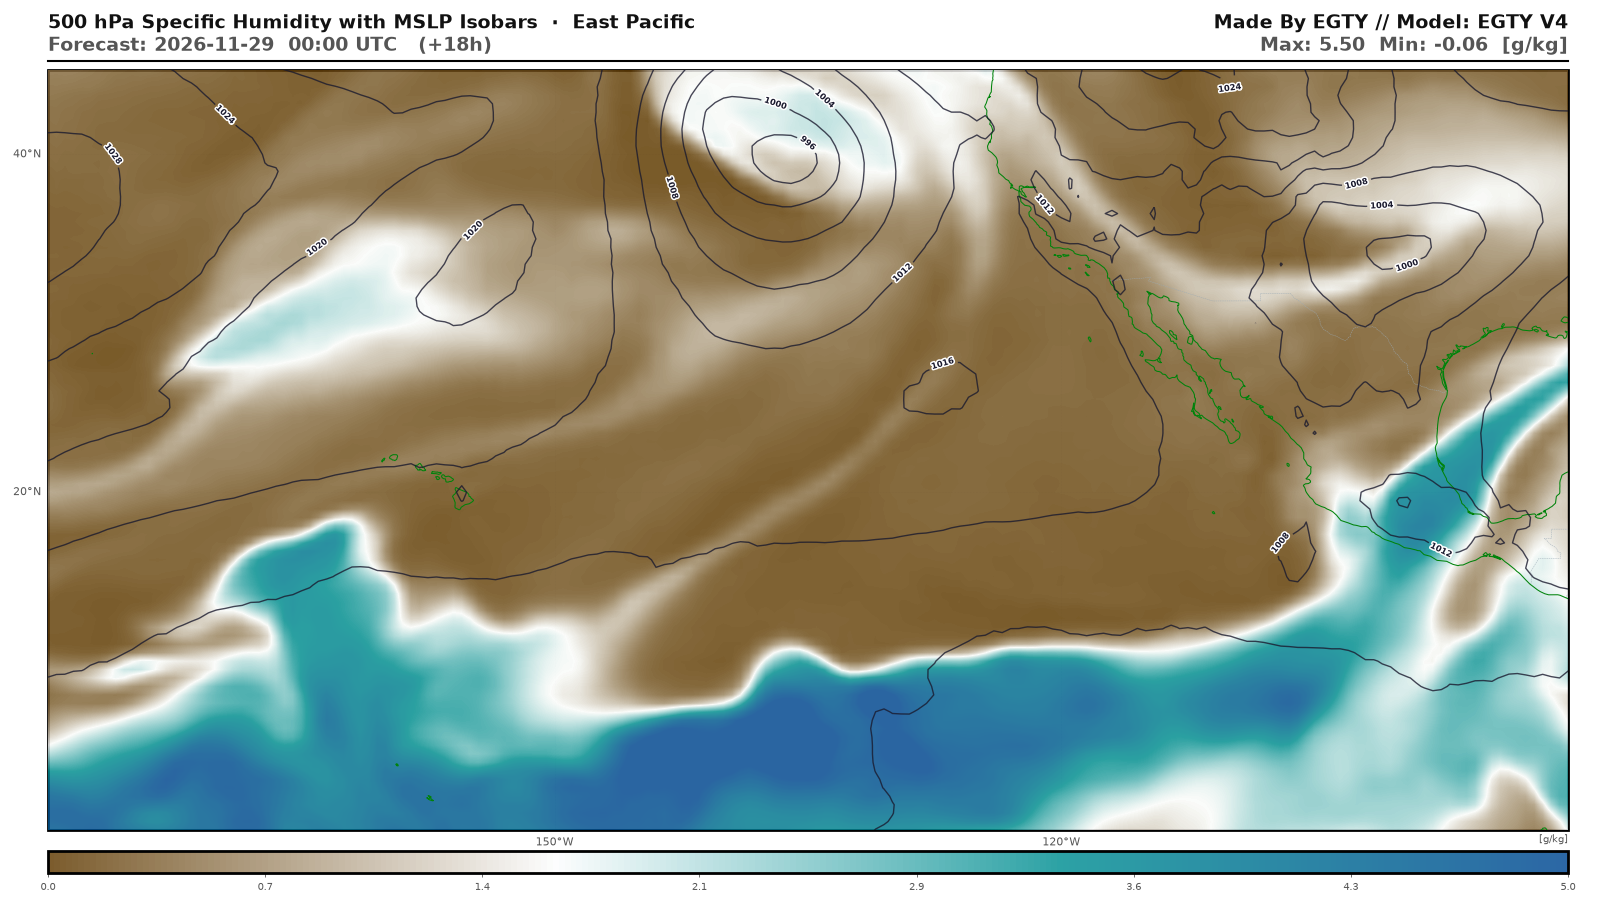 500 hPa Specific Humidity with MSLP Isobars · East Pacific
Made By EGTY // Model: EGTY V4
Forecast: 2026-11-29 00:00 UTC (+18h)
Max: 5.50 Min: -0.06 [g/kg]
1024
1000
1004
1024
996
1028
40°N
1008
1008
1012
1004
1020
1020
1000
1012
1016
20°N
1008
1012
150°W
120°W
[g/kg]
0.0
0.7
1.4
2.1
2.9
3.6
4.3
5.0